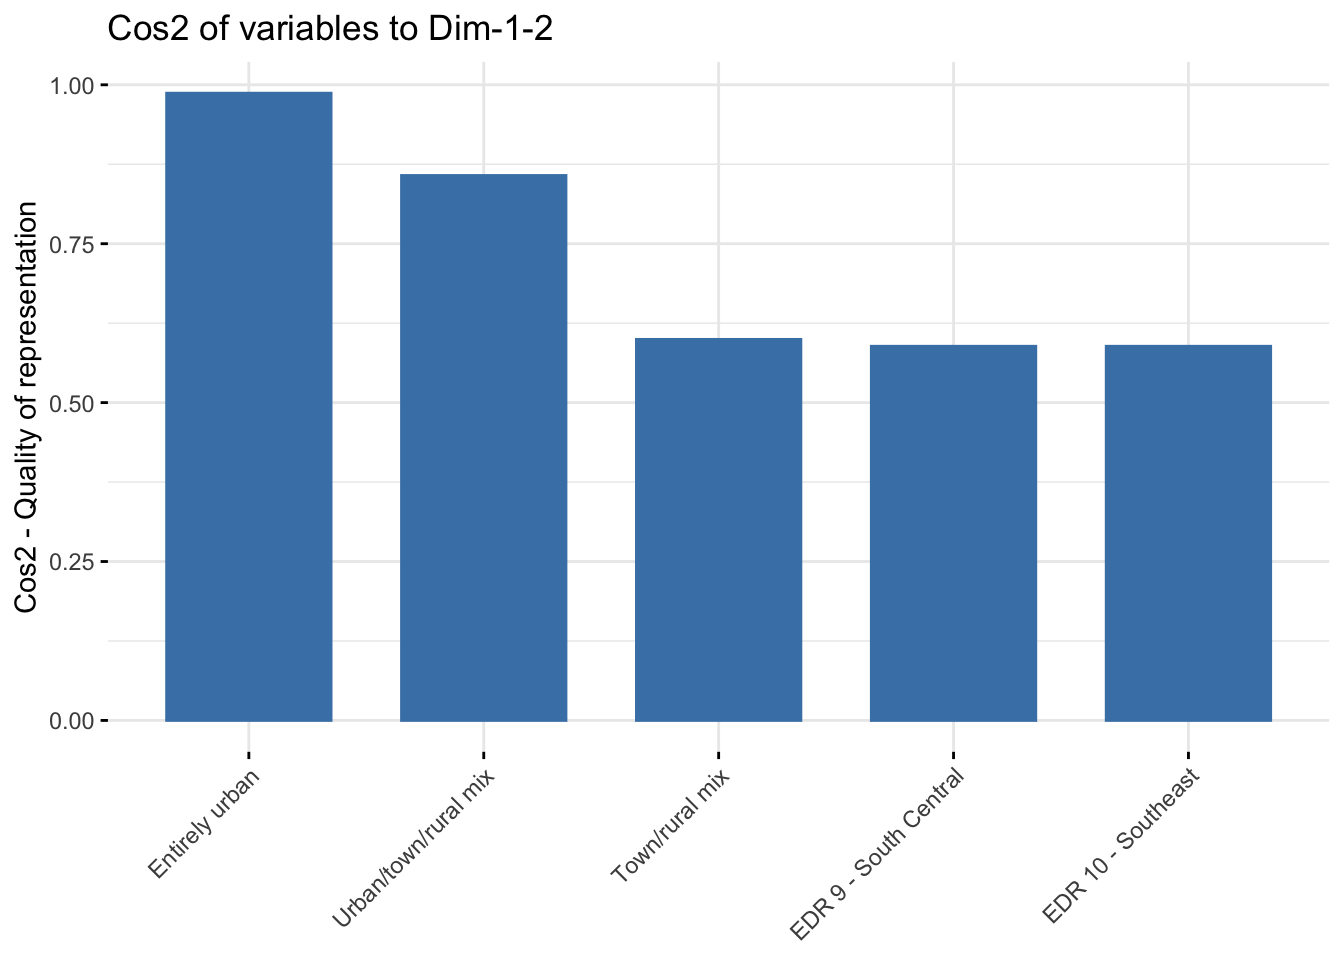 Cos2 of variables to Dim-1-2
Cos2 - Quality of representation
1.00
0.75
0.50
0.25
0.00
Entirely urban
Urban/town/rural mix
Town/rural mix
EDR 9 - South Central
EDR 10 - Southeast